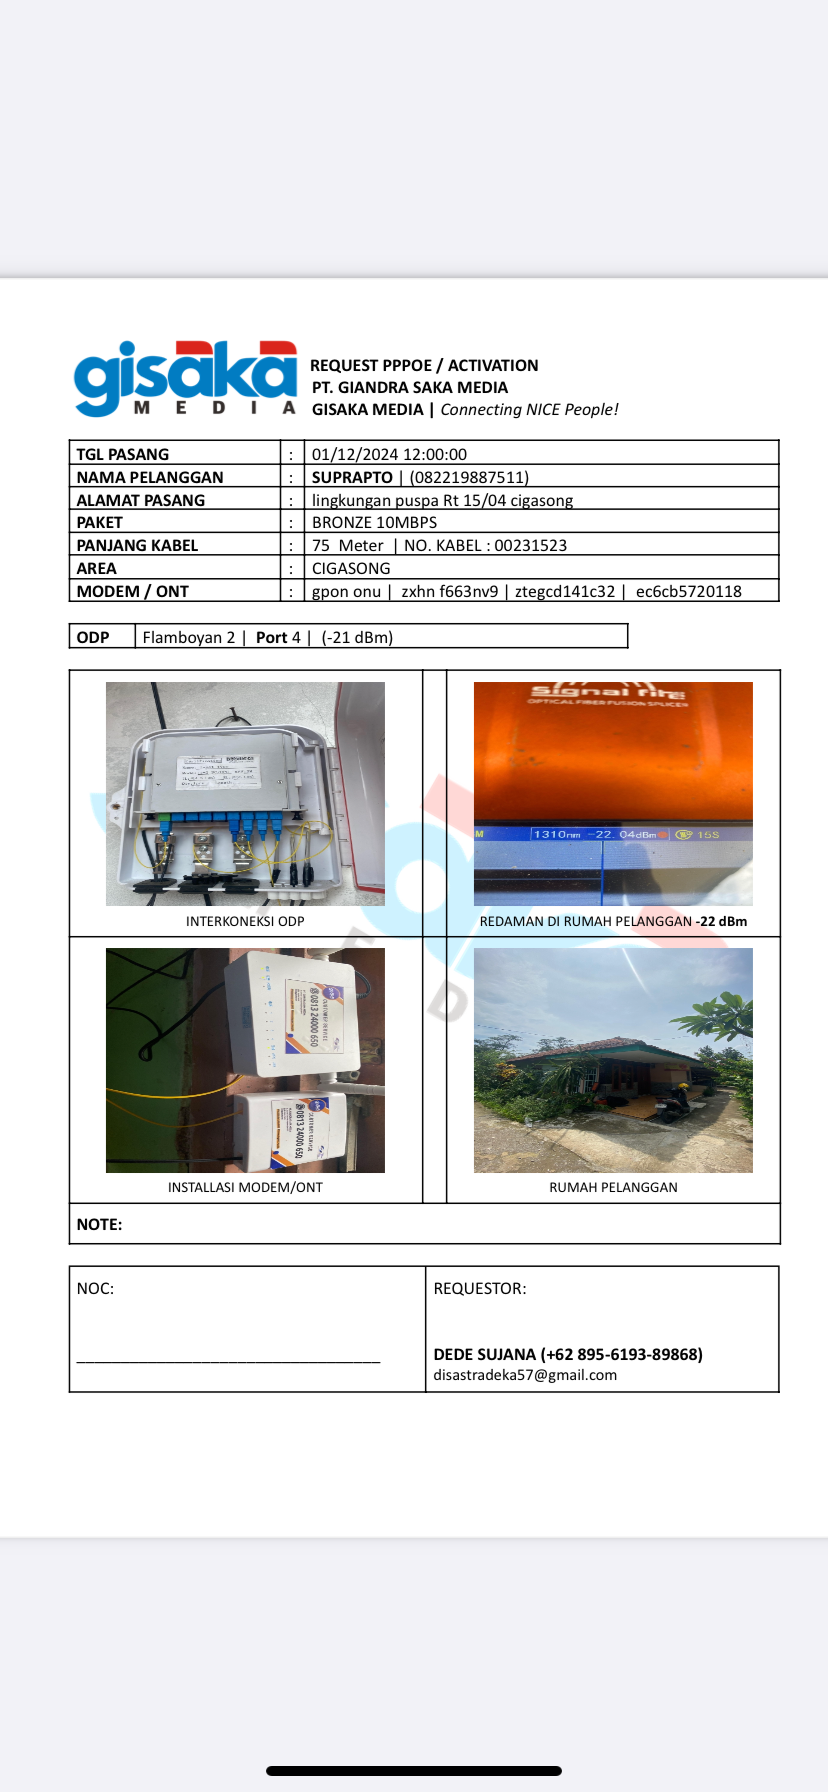 gisaka
MEDIA
REQUEST PPPOE / ACTIVATION
PT. GIANDRA SAKA MEDIA
GISAKA MEDIA | Connecting NICE People!
TGL PASANG : 01/12/2024 12:00:00
NAMA PELANGGAN : SUPRAPTO | (082219887511)
ALAMAT PASANG : lingkungan puspa Rt 15/04 cigasong
PAKET : BRONZE 10MBPS
PANJANG KABEL : 75 Meter | NO. KABEL : 00231523
AREA : CIGASONG
MODEM / ONT : gpon onu | zxhn f663nv9 | ztegcd141c32 | ec6cb5720118
ODP Flamboyan 2 | Port 4 | (-21 dBm)
Signal fire
OPTICAL FIBER FUSION SPLICER
M 1310nm -22.04dBm 15S
INTERKONEKSI ODP
REDAMAN DI RUMAH PELANGGAN -22 dBm
CUSTOMER SERVICE
0813 24000 650
CUSTOMER SERVICE
0813 24000 650
INSTALLASI MODEM/ONT
RUMAH PELANGGAN
NOTE:
NOC:
REQUESTOR:
DEDE SUJANA (+62 895-6193-89868)
disastradeka57@gmail.com